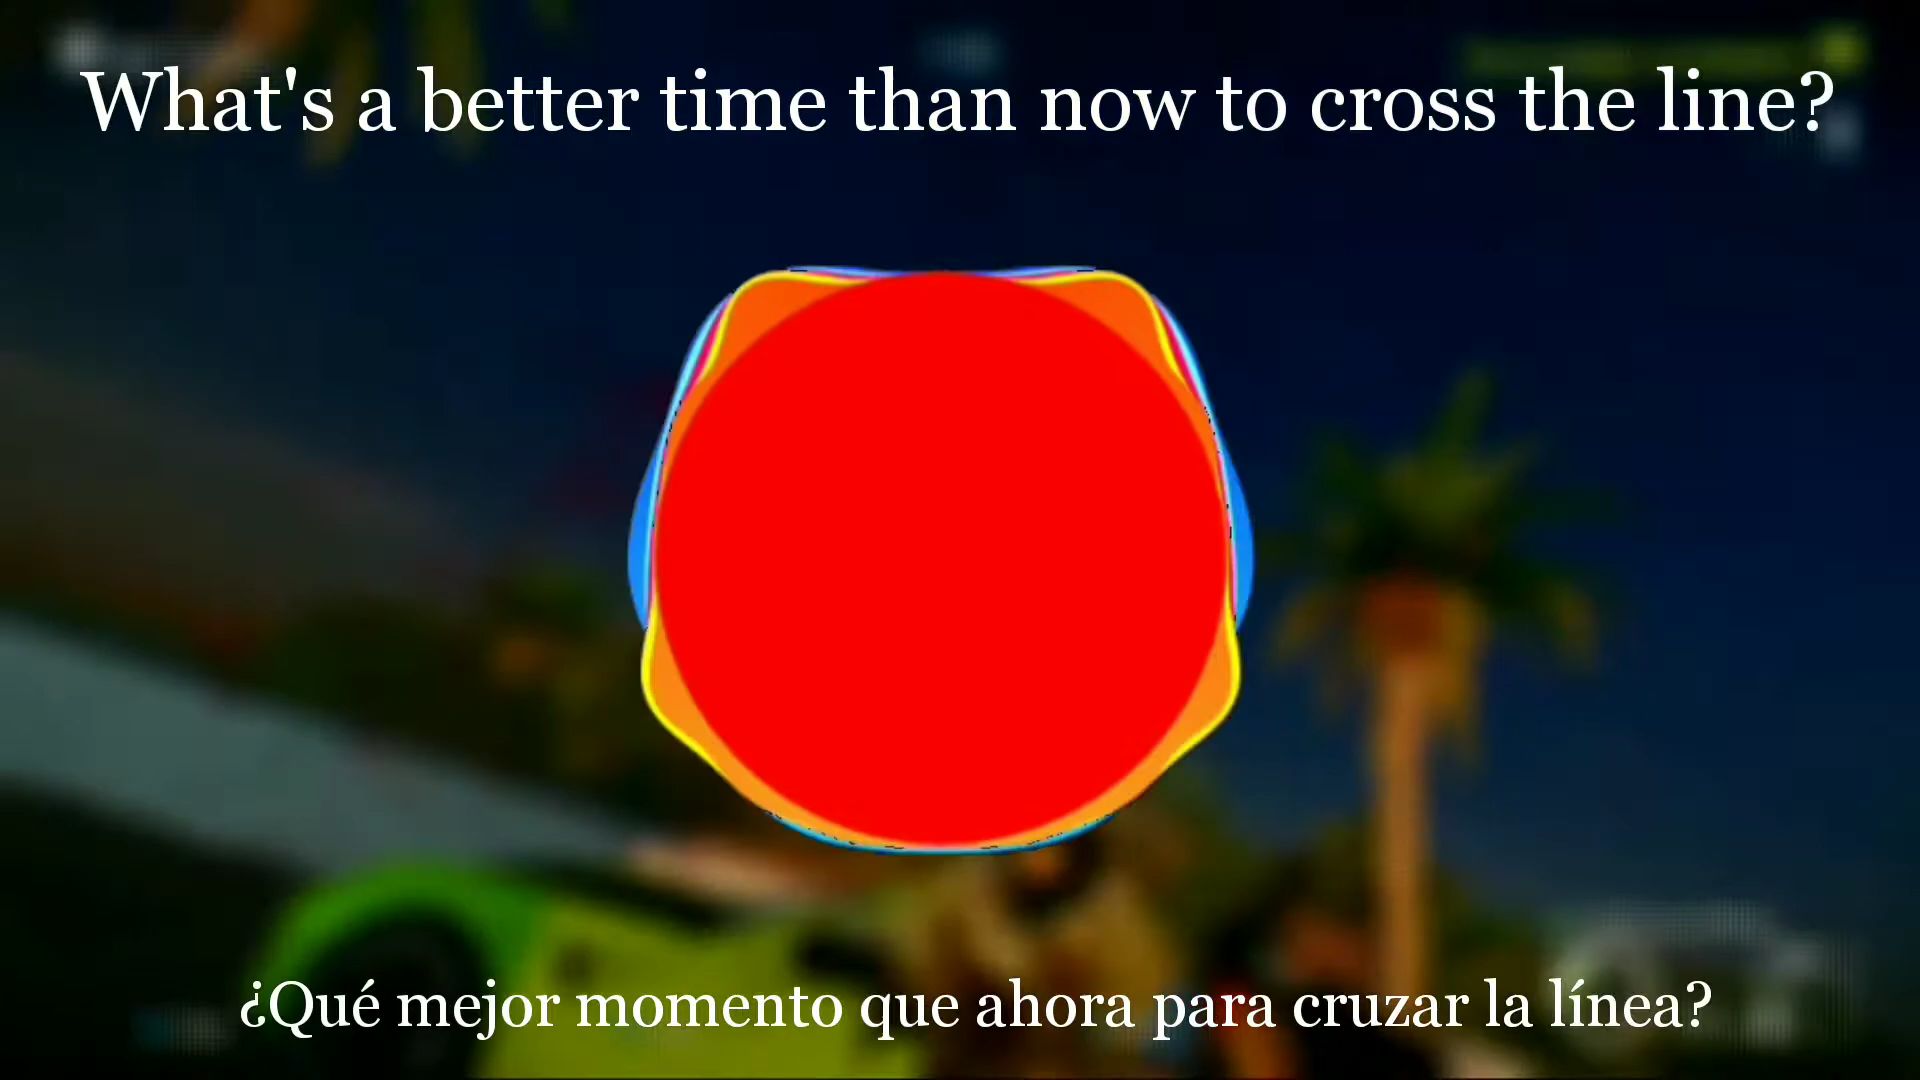 What's a better time than now to cross the line?
¿Qué mejor momento que ahora para cruzar la línea?